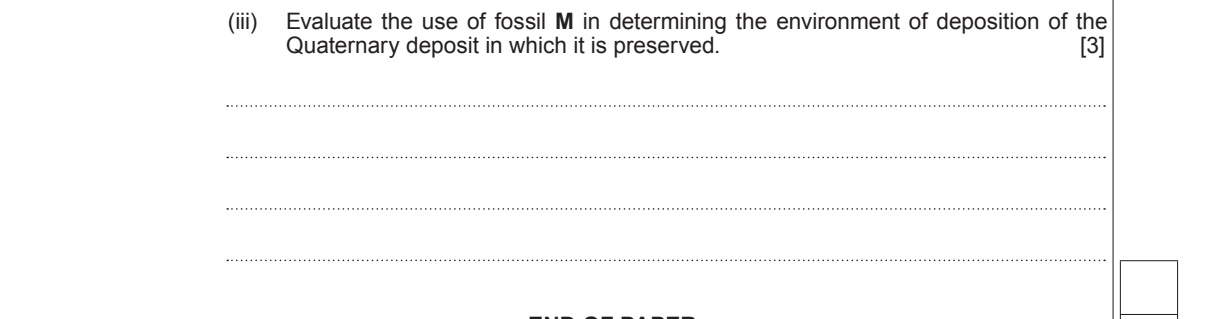 (iii) Evaluate the use of fossil M in determining the environment of deposition of the
Quaternary deposit in which it is preserved. [3]
END OF PAPER